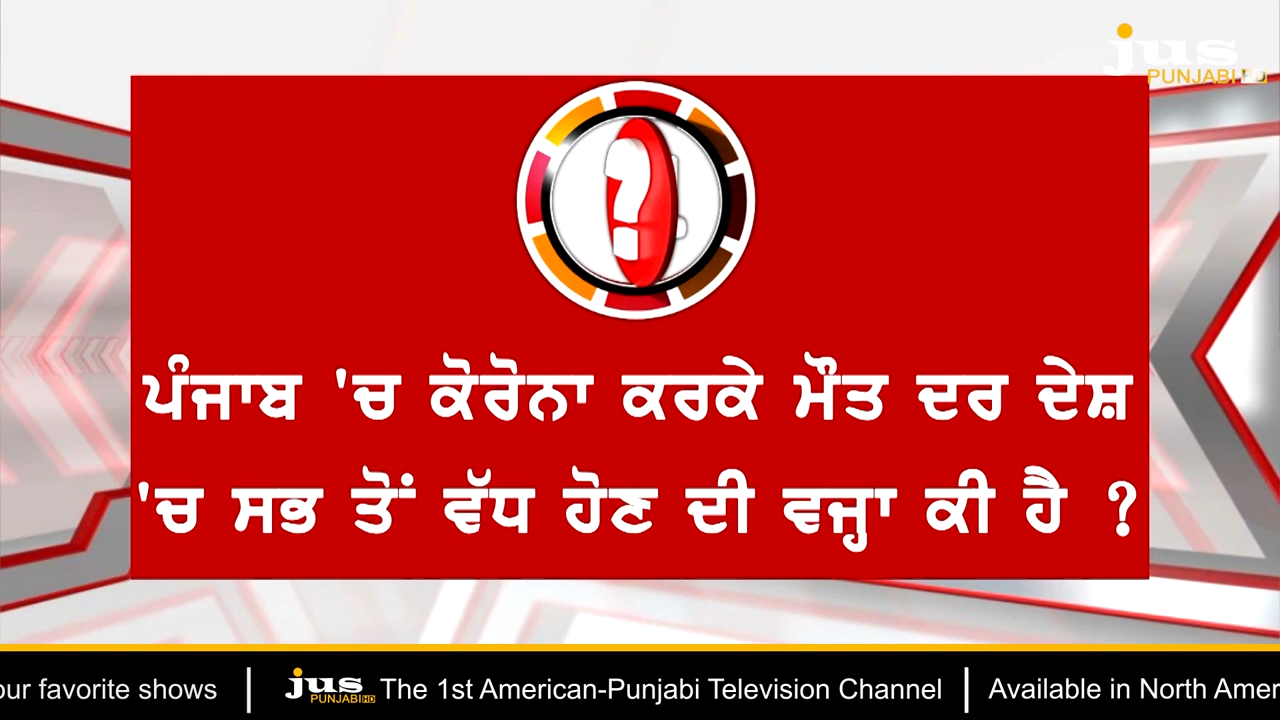 jus
PUNJABI HD
ਪੰਜਾਬ 'ਚ ਕੋਰੋਨਾ ਕਰਕੇ ਮੌਤ ਦਰ ਦੇਸ਼
'ਚ ਸਭ ਤੋਂ ਵੱਧ ਹੋਣ ਦੀ ਵਜ੍ਹਾ ਕੀ ਹੈ ?
our favorite shows | jus PUNJABI HD The 1st American-Punjabi Television Channel | Available in North Amer